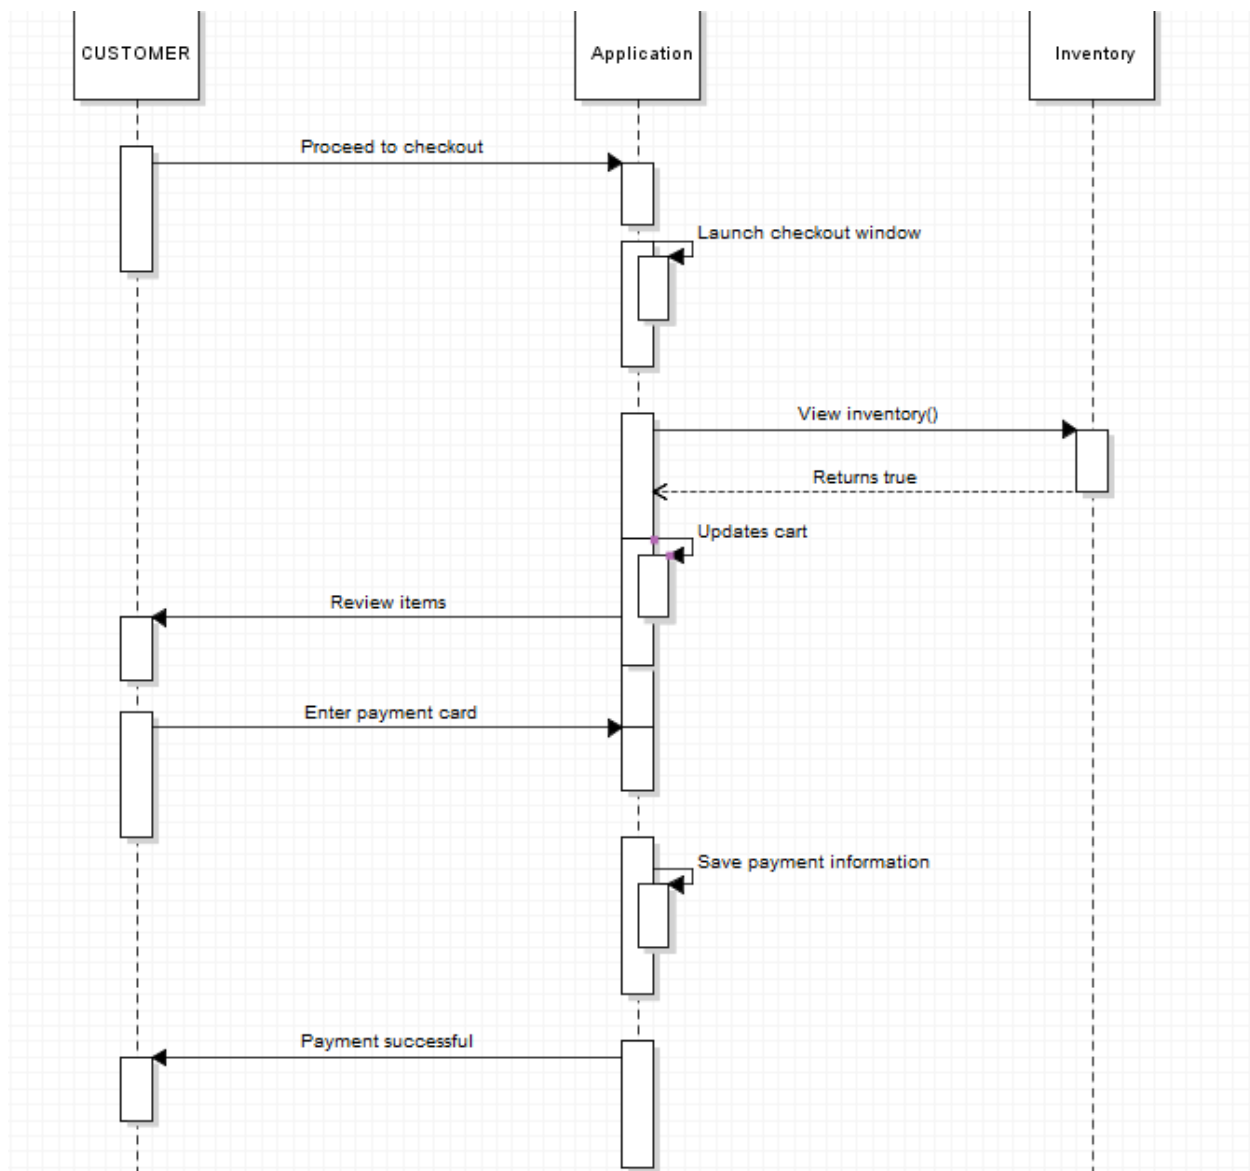 CUSTOMER
Application
Inventory
Proceed to checkout
Launch checkout window
View inventory()
Returns true
Updates cart
Review items
Enter payment card
Save payment information
Payment successful